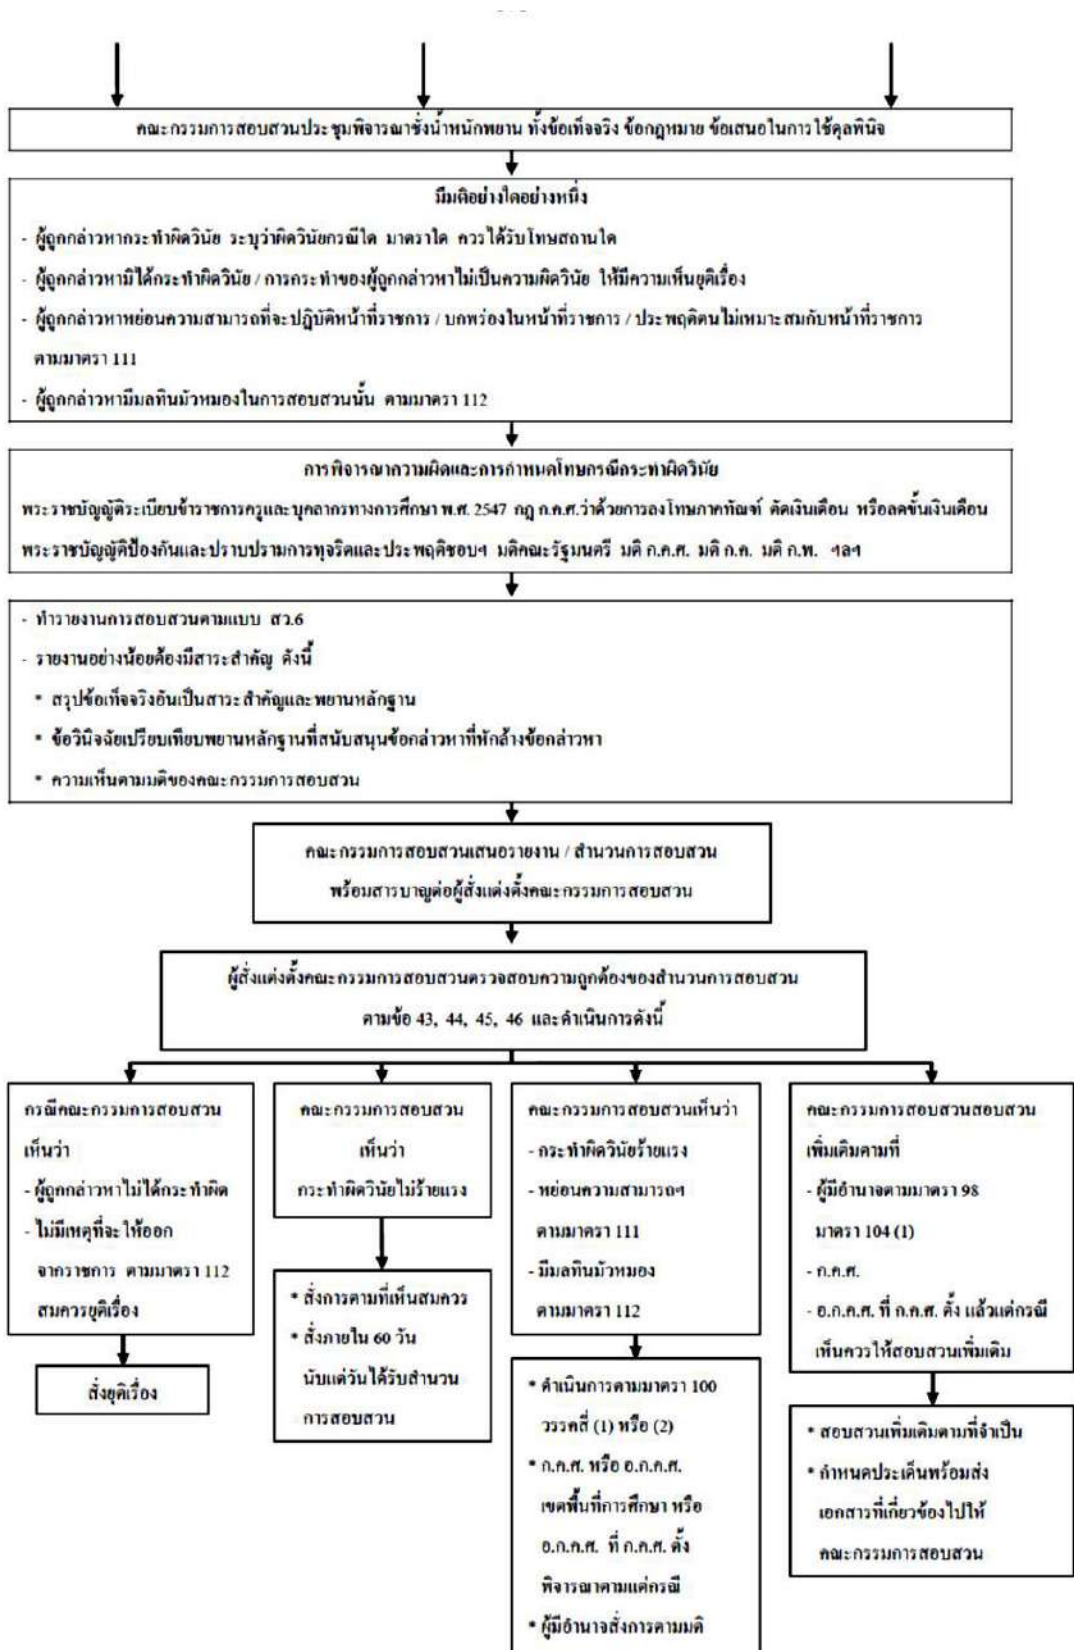 คณะกรรมการสอบสวนประชุมพิจารณาชั่งน้ำหนักพยาน ทั้งข้อเท็จจริง ข้อกฎหมาย ข้อเสนอในการใช้ดุลพินิจ
มีมติอย่างใดอย่างหนึ่ง
- ผู้ถูกกล่าวหากระทำผิดวินัย ระบุว่าผิดวินัยกรณีใด มาตราใด ควรได้รับโทษสถานใด
- ผู้ถูกกล่าวหามิได้กระทำผิดวินัย / การกระทำของผู้ถูกกล่าวหาไม่เป็นความผิดวินัย ให้มีความเห็นยุติเรื่อง
- ผู้ถูกกล่าวหาหย่อนความสามารถที่จะปฏิบัติหน้าที่ราชการ / บกพร่องในหน้าที่ราชการ / ประพฤติตนไม่เหมาะสมกับหน้าที่ราชการ
ตามมาตรา 111
- ผู้ถูกกล่าวหามีมลทินมัวหมองในการสอบสวนนั้น ตามมาตรา 112
การพิจารณาความผิดและการกำหนดโทษกรณีกระทำผิดวินัย
พระราชบัญญัติระเบียบข้าราชการครูและบุคลากรทางการศึกษา พ.ศ. 2547 กฎ ก.ค.ศ.ว่าด้วยการลงโทษภาคทัณฑ์ ตัดเงินเดือน หรือลดขั้นเงินเดือน
พระราชบัญญัติป้องกันและปราบปรามการทุจริตและประพฤติชอบฯ มติคณะรัฐมนตรี มติ ก.ค.ศ. มติ ก.ค. มติ ก.พ. ฯลฯ
- ทำรายงานการสอบสวนตามแบบ สว.6
- รายงานอย่างน้อยต้องมีสาระสำคัญ ดังนี้
* สรุปข้อเท็จจริงอันเป็นสาระสำคัญและพยานหลักฐาน
* ข้อวินิจฉัยเปรียบเทียบพยานหลักฐานที่สนับสนุนข้อกล่าวหาที่หักล้างข้อกล่าวหา
* ความเห็นตามมติของคณะกรรมการสอบสวน
คณะกรรมการสอบสวนเสนอรายงาน / สำนวนการสอบสวน
พร้อมสารบาญต่อผู้สั่งแต่งตั้งคณะกรรมการสอบสวน
ผู้สั่งแต่งตั้งคณะกรรมการสอบสวนตรวจสอบความถูกต้องของสำนวนการสอบสวน
ตามข้อ 43, 44, 45, 46 และดำเนินการดังนี้
กรณีคณะกรรมการสอบสวน
เห็นว่า
- ผู้ถูกกล่าวหาไม่ได้กระทำผิด
- ไม่มีเหตุที่จะให้ออก
จากราชการ ตามมาตรา 112
สมควรยุติเรื่อง
สั่งยุติเรื่อง
คณะกรรมการสอบสวน
เห็นว่า
กระทำผิดวินัยไม่ร้ายแรง
* สั่งการตามที่เห็นสมควร
* สั่งภายใน 60 วัน
นับแต่วันได้รับสำนวน
การสอบสวน
คณะกรรมการสอบสวนเห็นว่า
- กระทำผิดวินัยร้ายแรง
- หย่อนความสามารถฯ
ตามมาตรา 111
- มีมลทินมัวหมอง
ตามมาตรา 112
* ดำเนินการตามมาตรา 100
วรรคสี่ (1) หรือ (2)
* ก.ค.ศ. หรือ อ.ก.ค.ศ.
เขตพื้นที่การศึกษา หรือ
อ.ก.ค.ศ. ที่ ก.ค.ศ. ตั้ง
พิจารณาตามแต่กรณี
* ผู้มีอำนาจสั่งการตามมติ
คณะกรรมการสอบสวนสอบสวน
เพิ่มเติมตามที่
- ผู้มีอำนาจตามมาตรา 98
มาตรา 104 (1)
- ก.ค.ศ.
- อ.ก.ค.ศ. ที่ ก.ค.ศ. ตั้ง แล้วแต่กรณี
เห็นควรให้สอบสวนเพิ่มเติม
* สอบสวนเพิ่มเติมตามที่จำเป็น
* กำหนดประเด็นพร้อมส่ง
เอกสารที่เกี่ยวข้องไปให้
คณะกรรมการสอบสวน